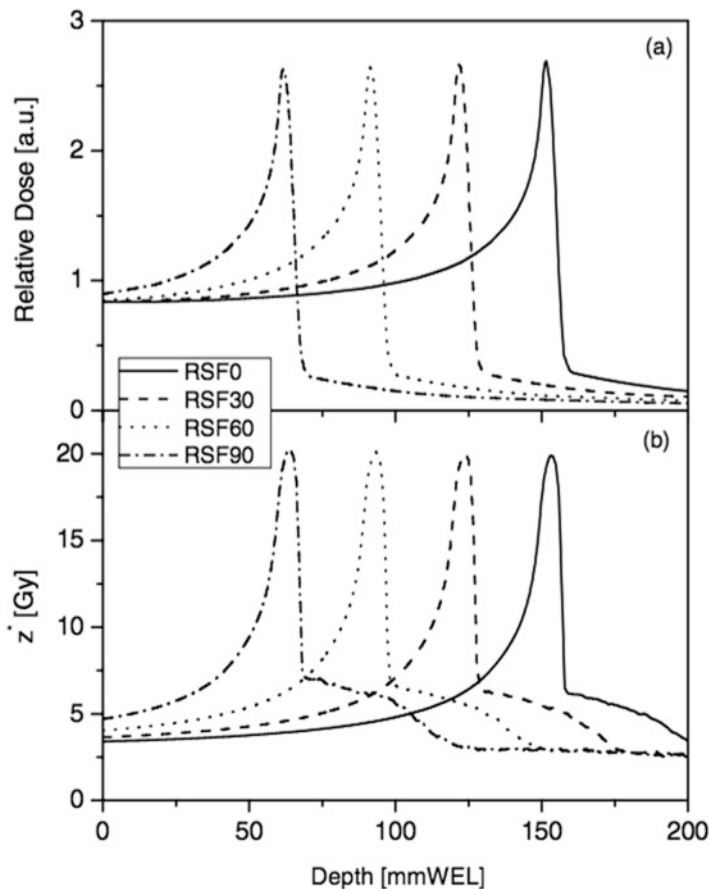 (a)
3
2
1
0
Relative Dose [a.u.]
RSF0
RSF30
RSF60
RSF90
(b)
20
15
10
5
0
z* [Gy]
0 50 100 150 200
Depth [mmWEL]